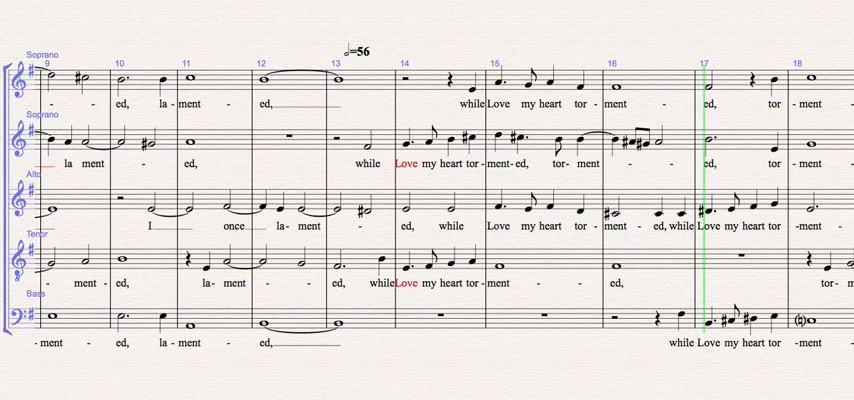 =56
Soprano
9 10 11 12 13 14 15 16 17 18
- - ed, la - ment - ed, while Love my heart tor - ment - ed, tor - ment
Soprano
la ment - ed, while Love my heart tor - ment - ed, tor - ment - ed, tor - ment
Alto
I once la - ment - ed, while Love my heart tor - ment - ed, while Love my heart tor - ment -
Tenor
ment - ed, la - ment - ed, while Love my heart tor - ment - ed, tor - m
Bass
- ment - ed, la - ment - ed, while Love my heart tor - ment